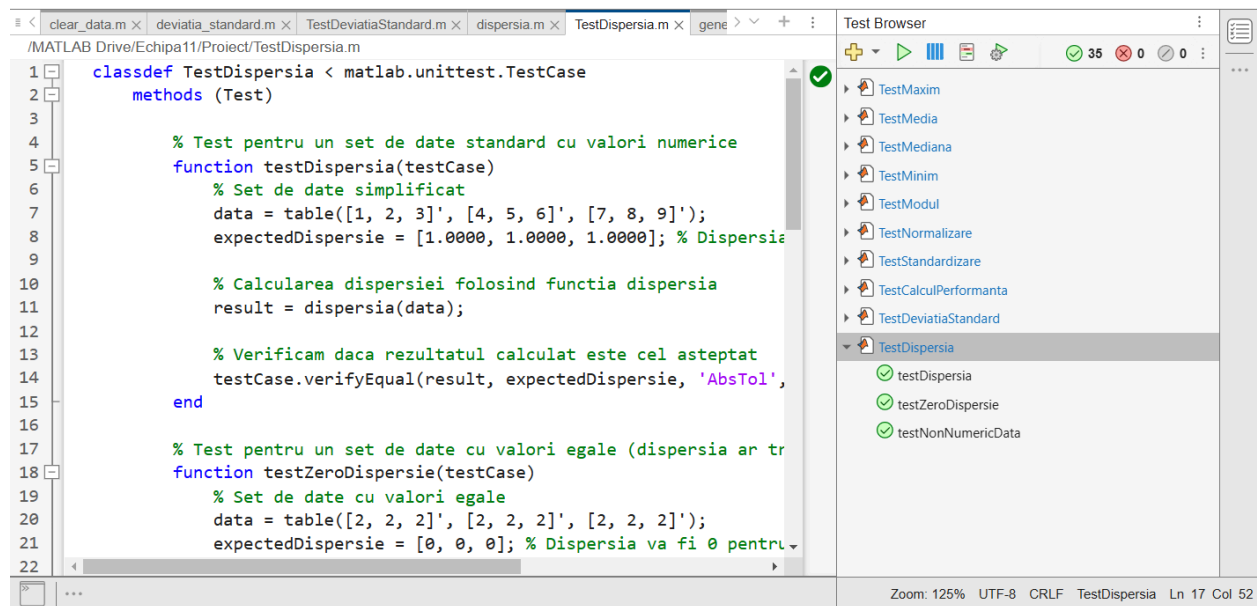 clear_data.m × deviatia_standard.m × TestDeviatiaStandard.m × dispersia.m × TestDispersia.m × gene
/MATLAB Drive/Echipa11/Proiect/TestDispersia.m
1 classdef TestDispersia < matlab.unittest.TestCase
2 methods (Test)
3
4 % Test pentru un set de date standard cu valori numerice
5 function testDispersia(testCase)
6 % Set de date simplificat
7 data = table([1, 2, 3]', [4, 5, 6]', [7, 8, 9]');
8 expectedDispersie = [1.0000, 1.0000, 1.0000]; % Dispersia
9
10 % Calcularea dispersiei folosind functia dispersia
11 result = dispersia(data);
12
13 % Verificam daca rezultatul calculat este cel asteptat
14 testCase.verifyEqual(result, expectedDispersie, 'AbsTol',
15 end
16
17 % Test pentru un set de date cu valori egale (dispersia ar tr
18 function testZeroDispersie(testCase)
19 % Set de date cu valori egale
20 data = table([2, 2, 2]', [2, 2, 2]', [2, 2, 2]');
21 expectedDispersie = [0, 0, 0]; % Dispersia va fi 0 pentru
22
Test Browser
35 0 0
TestMaxim
TestMedia
TestMediana
TestMinim
TestModul
TestNormalizare
TestStandardizare
TestCalculPerformanta
TestDeviatiaStandard
TestDispersia
testDispersia
testZeroDispersie
testNonNumericData
Zoom: 125% UTF-8 CRLF TestDispersia Ln 17 Col 52